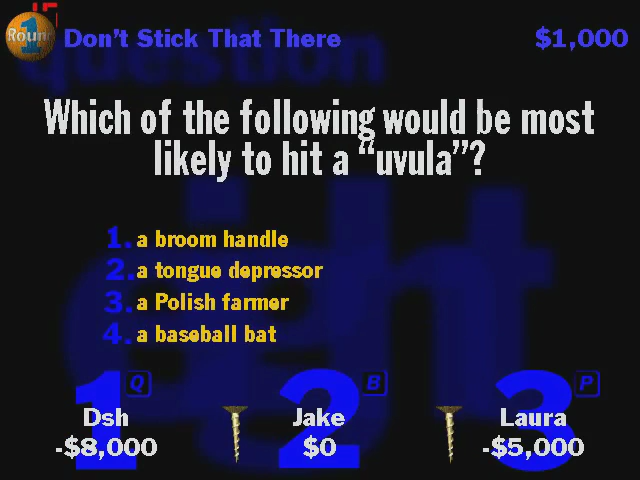 Round 1
Don't Stick That There
$1,000
question
Which of the following would be most
likely to hit a "uvula"?
1. a broom handle
2. a tongue depressor
3. a Polish farmer
4. a baseball bat
1 Q
2 B
3 P
Dsh
Jake
Laura
-$8,000
$0
-$5,000